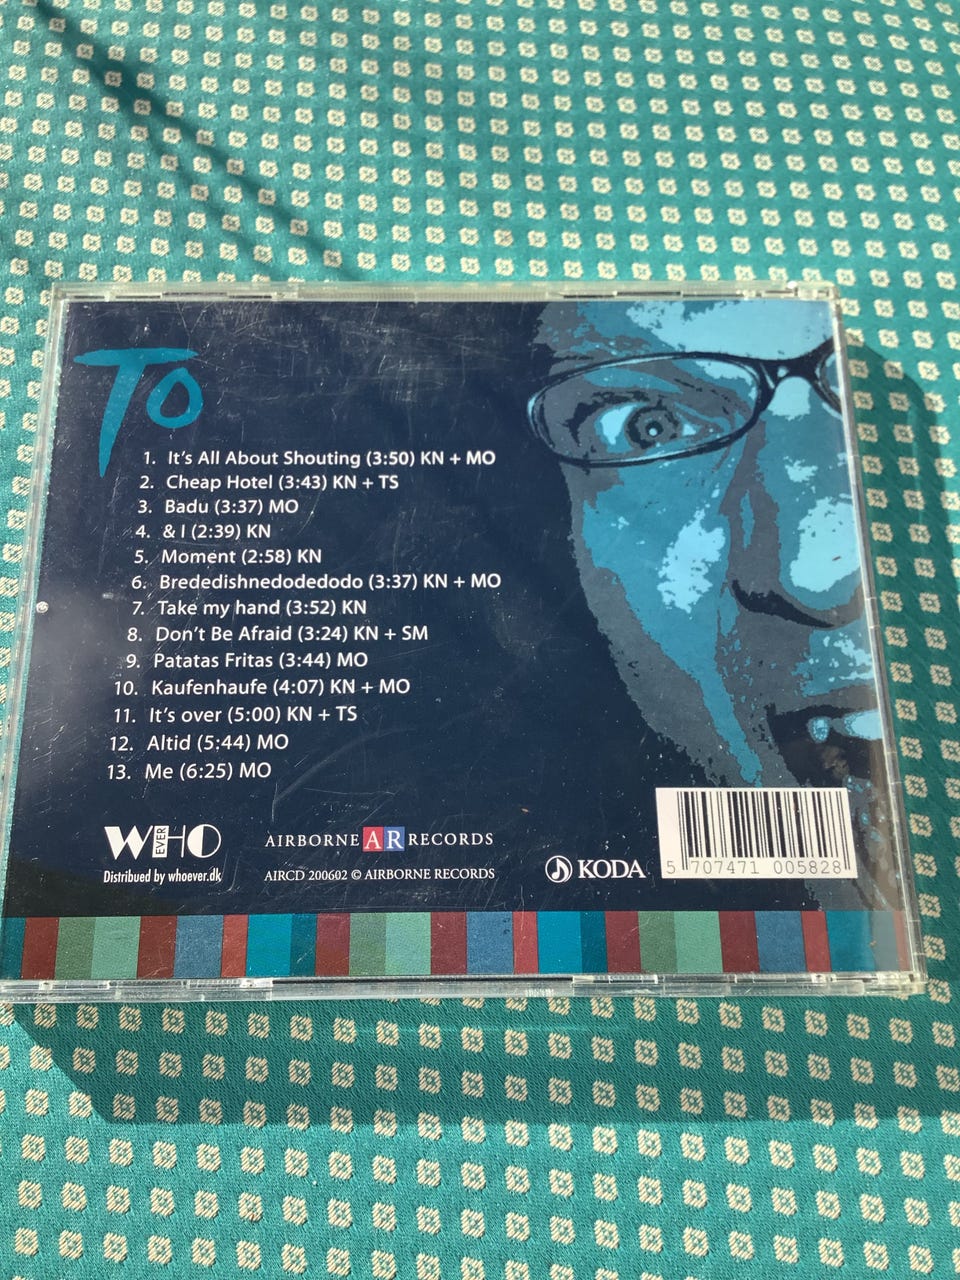 To
1. It's All About Shouting (3:50) KN + MO
2. Cheap Hotel (3:43) KN + TS
3. Badu (3:37) MO
4. & I (2:39) KN
5. Moment (2:58) KN
6. Brededishnedodedodo (3:37) KN + MO
7. Take my hand (3:52) KN
8. Don't Be Afraid (3:24) KN + SM
9. Patatas Fritas (3:44) MO
10. Kaufenhaufe (4:07) KN + MO
11. It's over (5:00) KN + TS
12. Altid (5:44) MO
13. Me (6:25) MO
WHO EVER
Distribued by whoever.dk
AIRBORNE AR RECORDS
AIRCD 200602 © AIRBORNE RECORDS
KODA
5 707471 005828